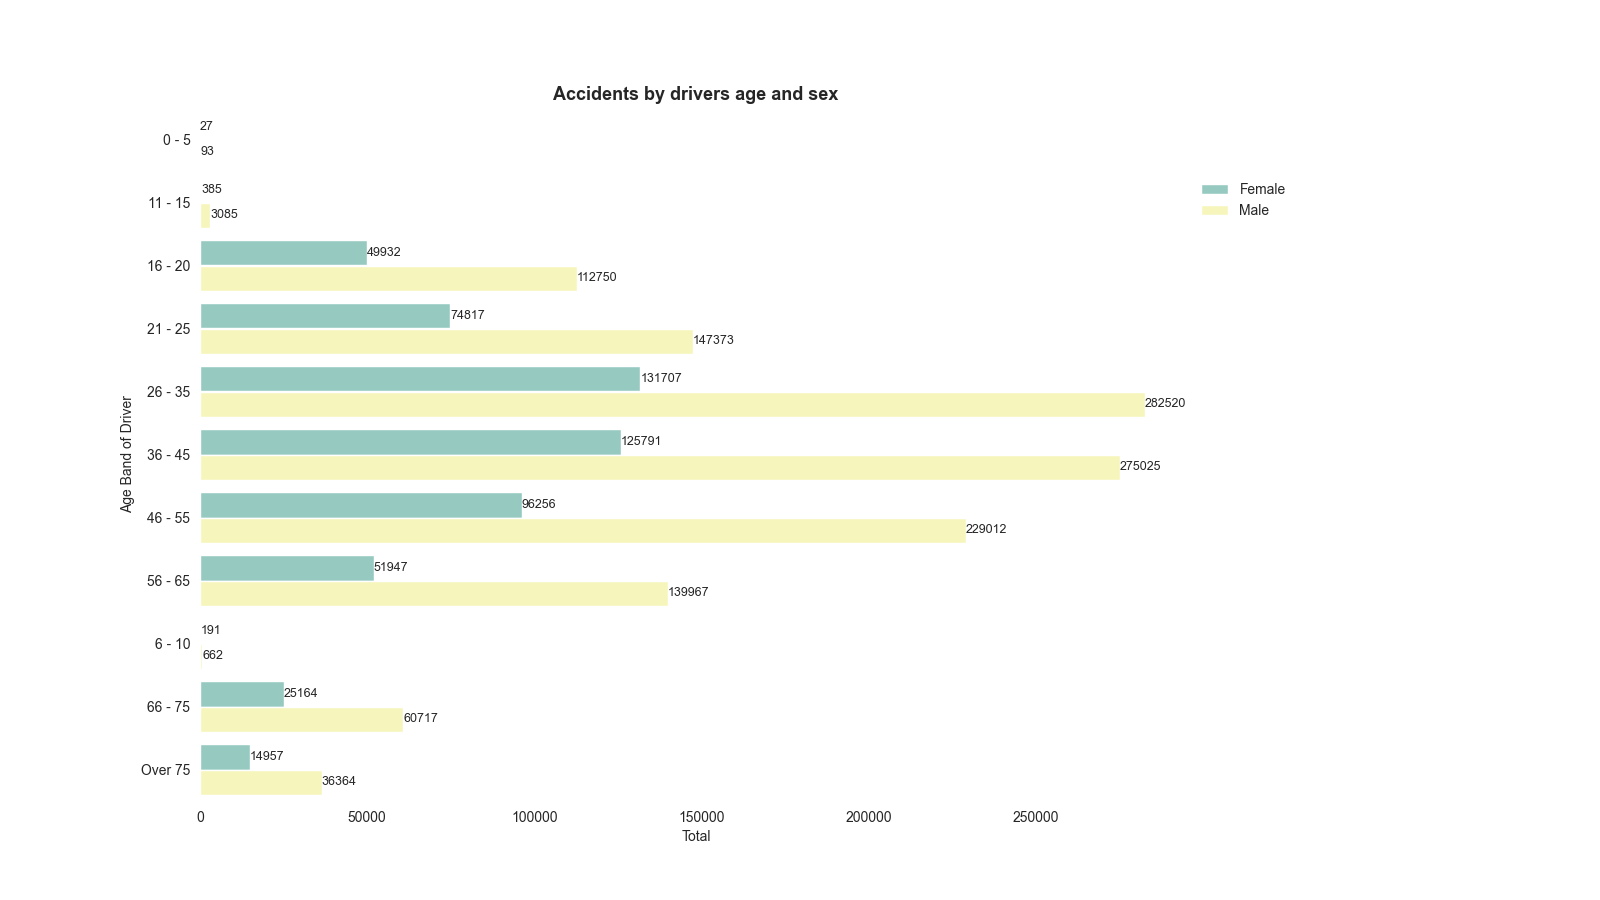 Accidents by drivers age and sex
27
0 - 5
93
385
11 - 15
3085
Female
Male
49932
16 - 20
112750
74817
21 - 25
147373
131707
26 - 35
282520
Age Band of Driver
125791
36 - 45
275025
96256
46 - 55
229012
51947
56 - 65
139967
191
6 - 10
662
25164
66 - 75
60717
14957
Over 75
36364
0 50000 100000 150000 200000 250000
Total